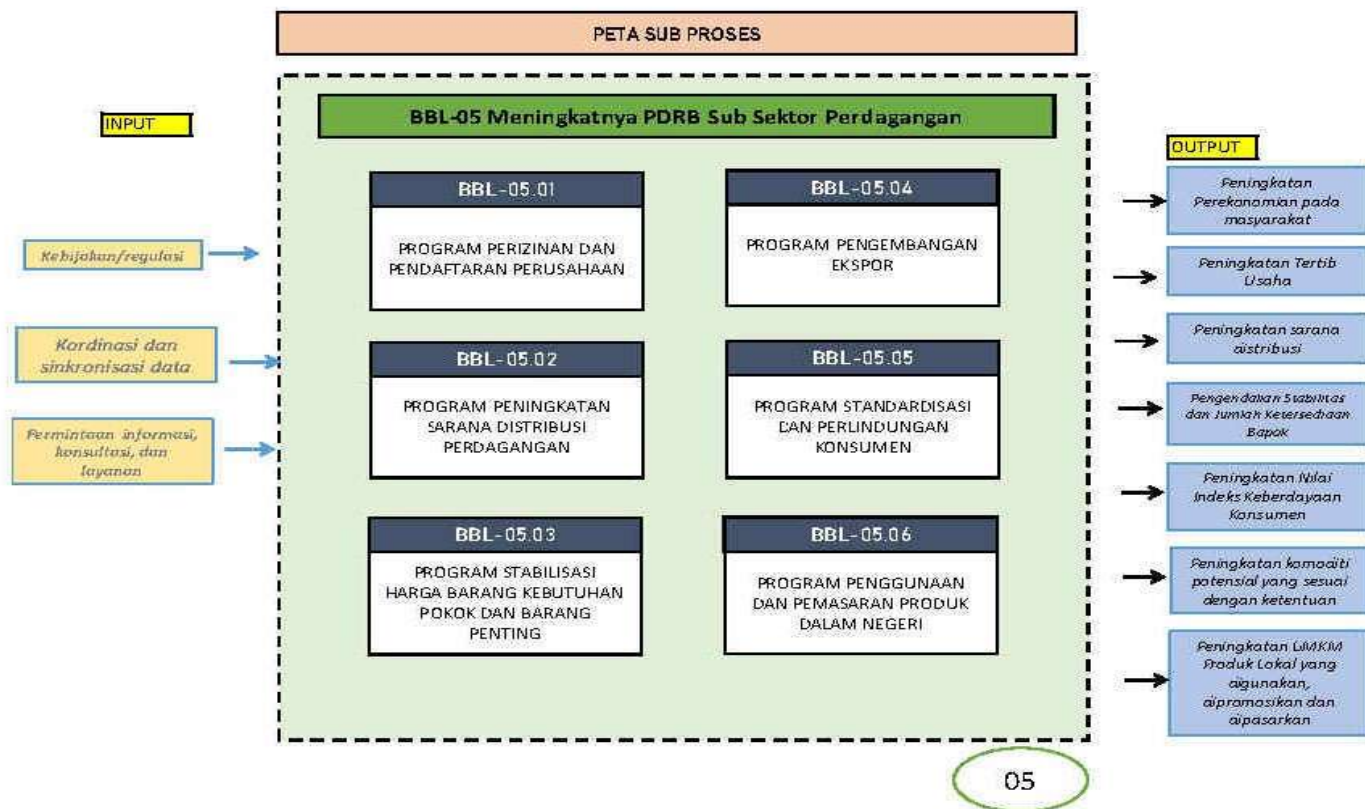 PETA SUB PROSES
INPUT
Kebijakan/regulasi
Kordinasi dan
sinkronisasi data
Permintaan informasi,
konsultasi, dan
layanan
BBL-05 Meningkatnya PDRB Sub Sektor Perdagangan
BBL-05.01
PROGRAM PERIZINAN DAN
PENDAFTARAN PERUSAHAAN
BBL-05.04
PROGRAM PENGEMBANGAN
EKSPOR
BBL-05.02
PROGRAM PENINGKATAN
SARANA DISTRIBUSI
PERDAGANGAN
BBL-05.05
PROGRAM STANDARDISASI
DAN PERLINDUNGAN
KONSUMEN
BBL-05.03
PROGRAM STABILISASI
HARGA BARANG KEBUTUHAN
POKOK DAN BARANG
PENTING
BBL-05.06
PROGRAM PENGGUNAAN
DAN PEMASARAN PRODUK
DALAM NEGERI
OUTPUT
Peningkatan
Perekonomian pada
masyarakat
Peningkatan Tertib
Usaha
Peningkatan sarana
distribusi
Pengendalian Stabilitas
dan Jumlah Ketersediaan
Bapok
Peningkatan Nilai
Indeks Keberdayaan
Konsumen
Peningkatan komoditi
potensial yang sesuai
dengan ketentuan
Peningkatan UMKM
Produk Lokal yang
digunakan,
dipromosikan dan
dipasarkan
05